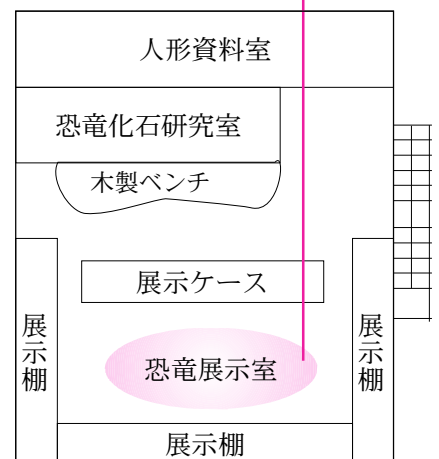 人形資料室
恐竜化石研究室
木製ベンチ
展示ケース
展示棚
展示棚
恐竜展示室
展示棚